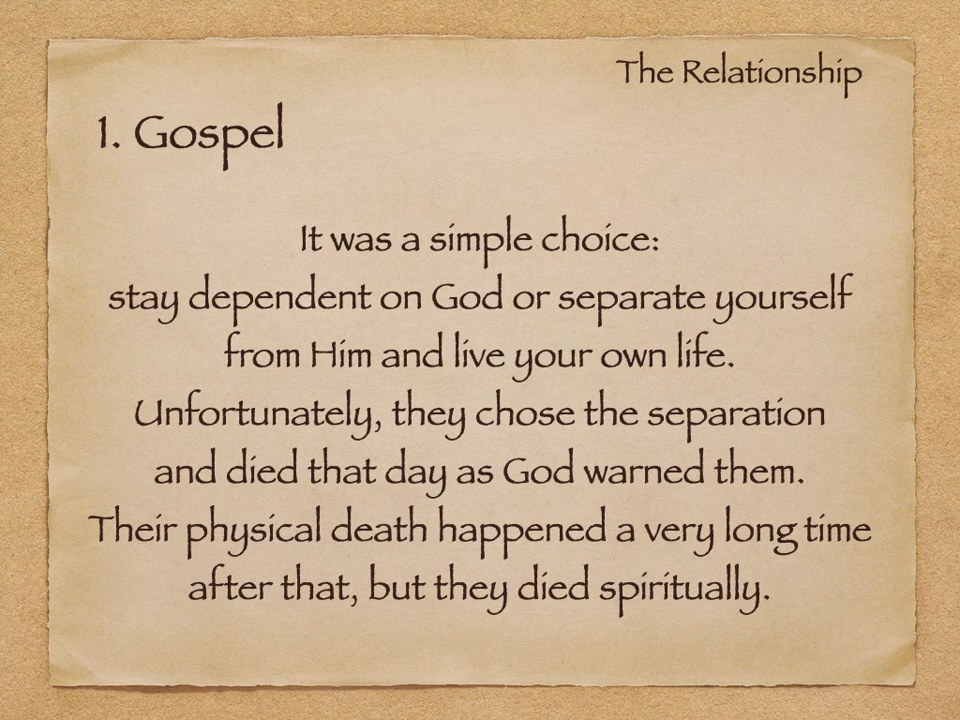 The Relationship
1. Gospel
It was a simple choice:
stay dependent on God or separate yourself
from Him and live your own life.
Unfortunately, they chose the separation
and died that day as God warned them.
Their physical death happened a very long time
after that, but they died spiritually.